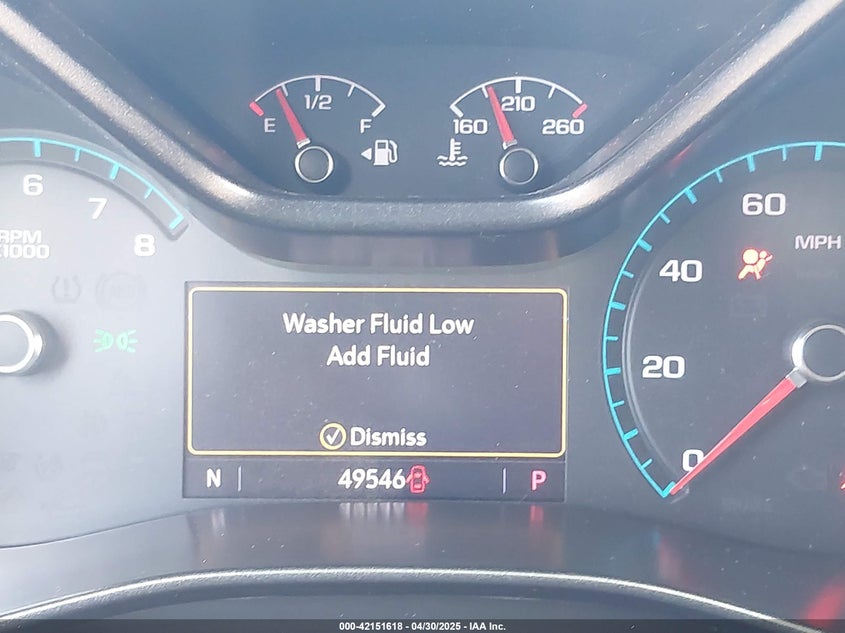 1/2
E F
210
160 260
6
7
8
RPM
X1000
60
MPH
40
20
0
Washer Fluid Low
Add Fluid
Dismiss
N 49546 P
000-42151618 - 04/30/2025 - IAA Inc.